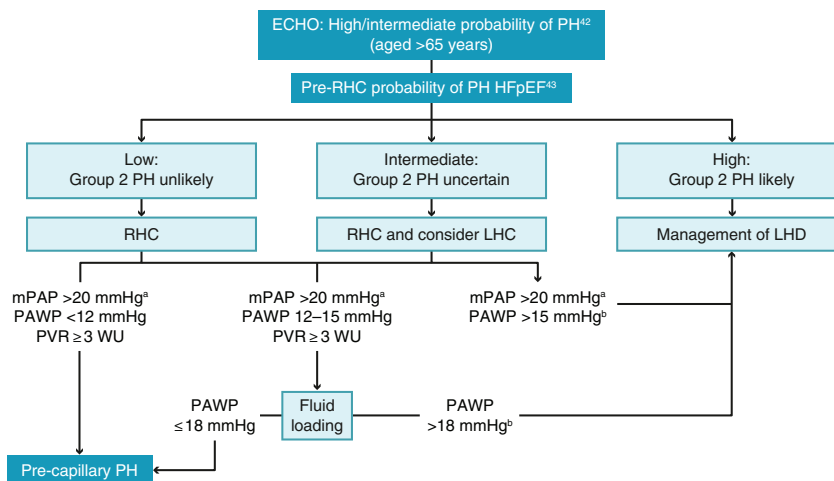 ECHO: High/intermediate probability of PH⁴²
(aged >65 years)
Pre-RHC probability of PH HFpEF⁴³
Low:
Group 2 PH unlikely
Intermediate:
Group 2 PH uncertain
High:
Group 2 PH likely
RHC
RHC and consider LHC
Management of LHD
mPAP >20 mmHgᵃ
PAWP <12 mmHg
PVR ≥ 3 WU
mPAP >20 mmHgᵃ
PAWP 12–15 mmHg
PVR ≥ 3 WU
mPAP >20 mmHgᵃ
PAWP >15 mmHgᵇ
PAWP
≤18 mmHg
Fluid
loading
PAWP
>18 mmHgᵇ
Pre-capillary PH